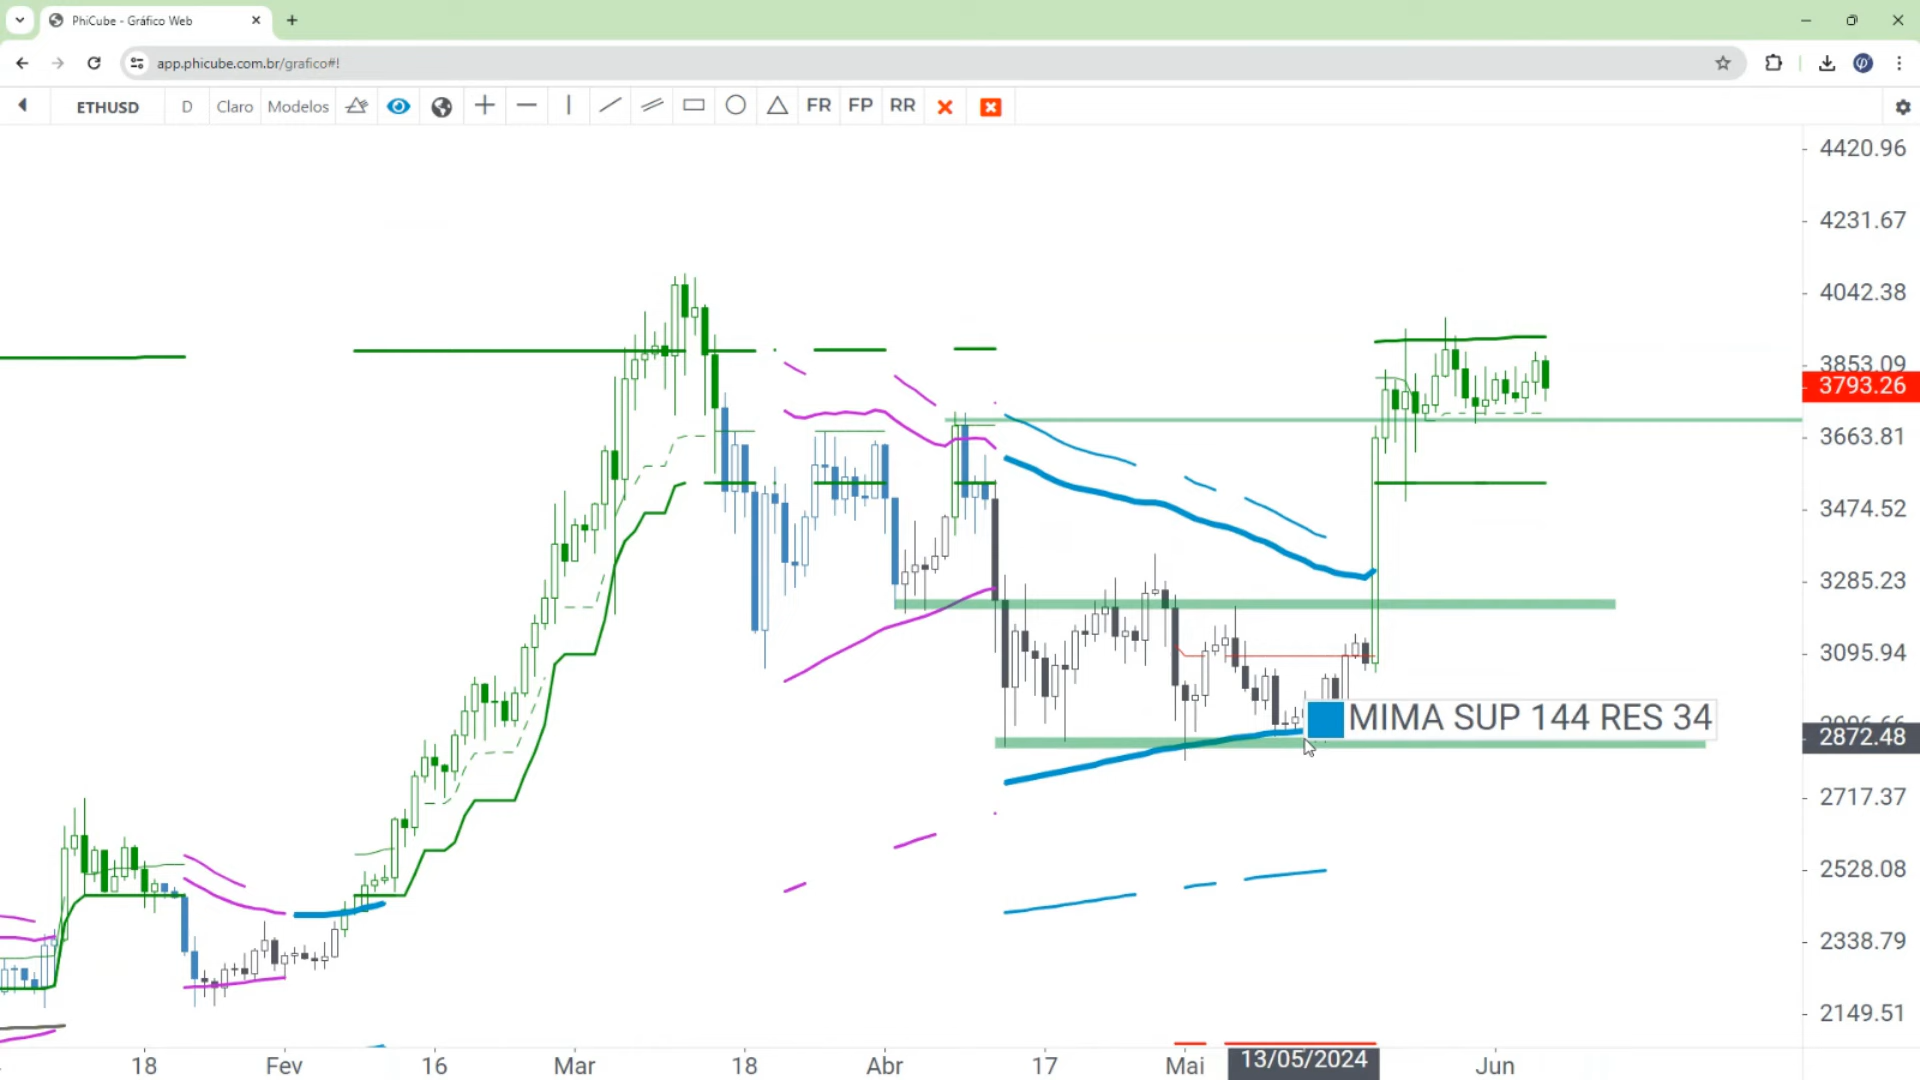 PhiCube - Gráfico Web
app.phicube.com.br/grafico#!
ETHUSD D Claro Modelos FR FP RR
4420.96
4231.67
4042.38
3853.09
3793.26
3663.81
3474.52
3285.23
3095.94
MIMA SUP 144 RES 34
2872.48
2717.37
2528.08
2338.79
2149.51
18 Fev 16 Mar 18 Abr 17 Mai 13/05/2024 Jun